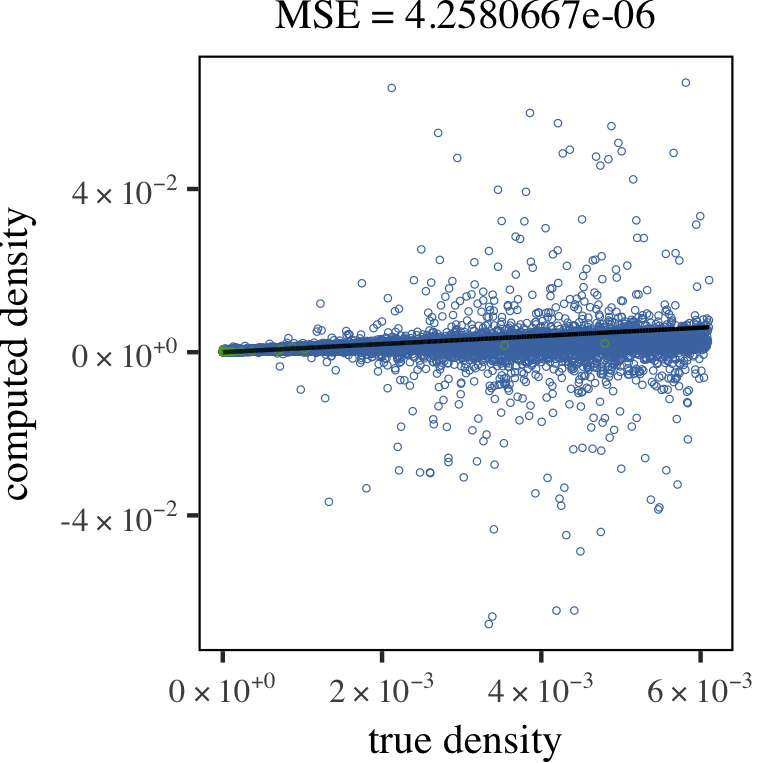 MSE = 4.2580667e-06
computed density
4 × 10⁻²
0 × 10⁺⁰
-4 × 10⁻²
0 × 10⁺⁰
2 × 10⁻³
4 × 10⁻³
6 × 10⁻³
true density